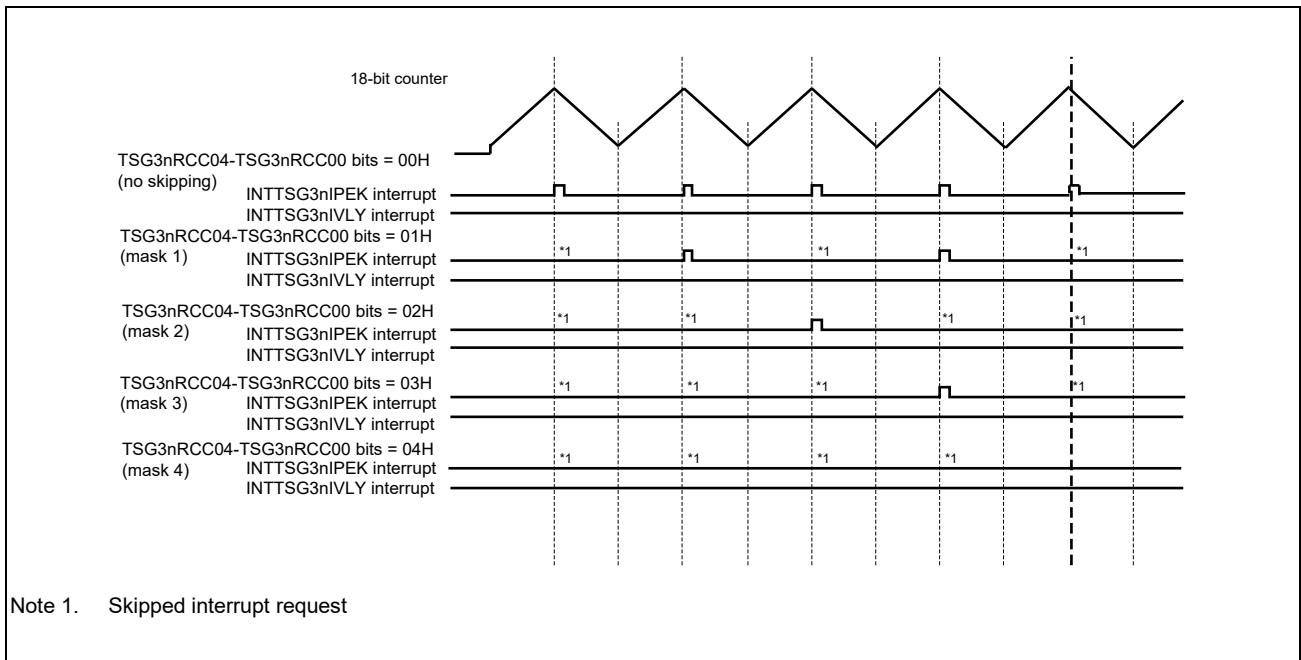 18-bit counter
TSG3nRCC04-TSG3nRCC00 bits = 00H
(no skipping)
INTTSG3nIPEK interrupt
INTTSG3nIVLY interrupt
TSG3nRCC04-TSG3nRCC00 bits = 01H
(mask 1)
INTTSG3nIPEK interrupt
*1 *1 *1
INTTSG3nIVLY interrupt
TSG3nRCC04-TSG3nRCC00 bits = 02H
(mask 2)
INTTSG3nIPEK interrupt
*1 *1 *1 *1
INTTSG3nIVLY interrupt
TSG3nRCC04-TSG3nRCC00 bits = 03H
(mask 3)
INTTSG3nIPEK interrupt
*1 *1 *1 *1
INTTSG3nIVLY interrupt
TSG3nRCC04-TSG3nRCC00 bits = 04H
(mask 4)
INTTSG3nIPEK interrupt
*1 *1 *1 *1
INTTSG3nIVLY interrupt
Note 1. Skipped interrupt request